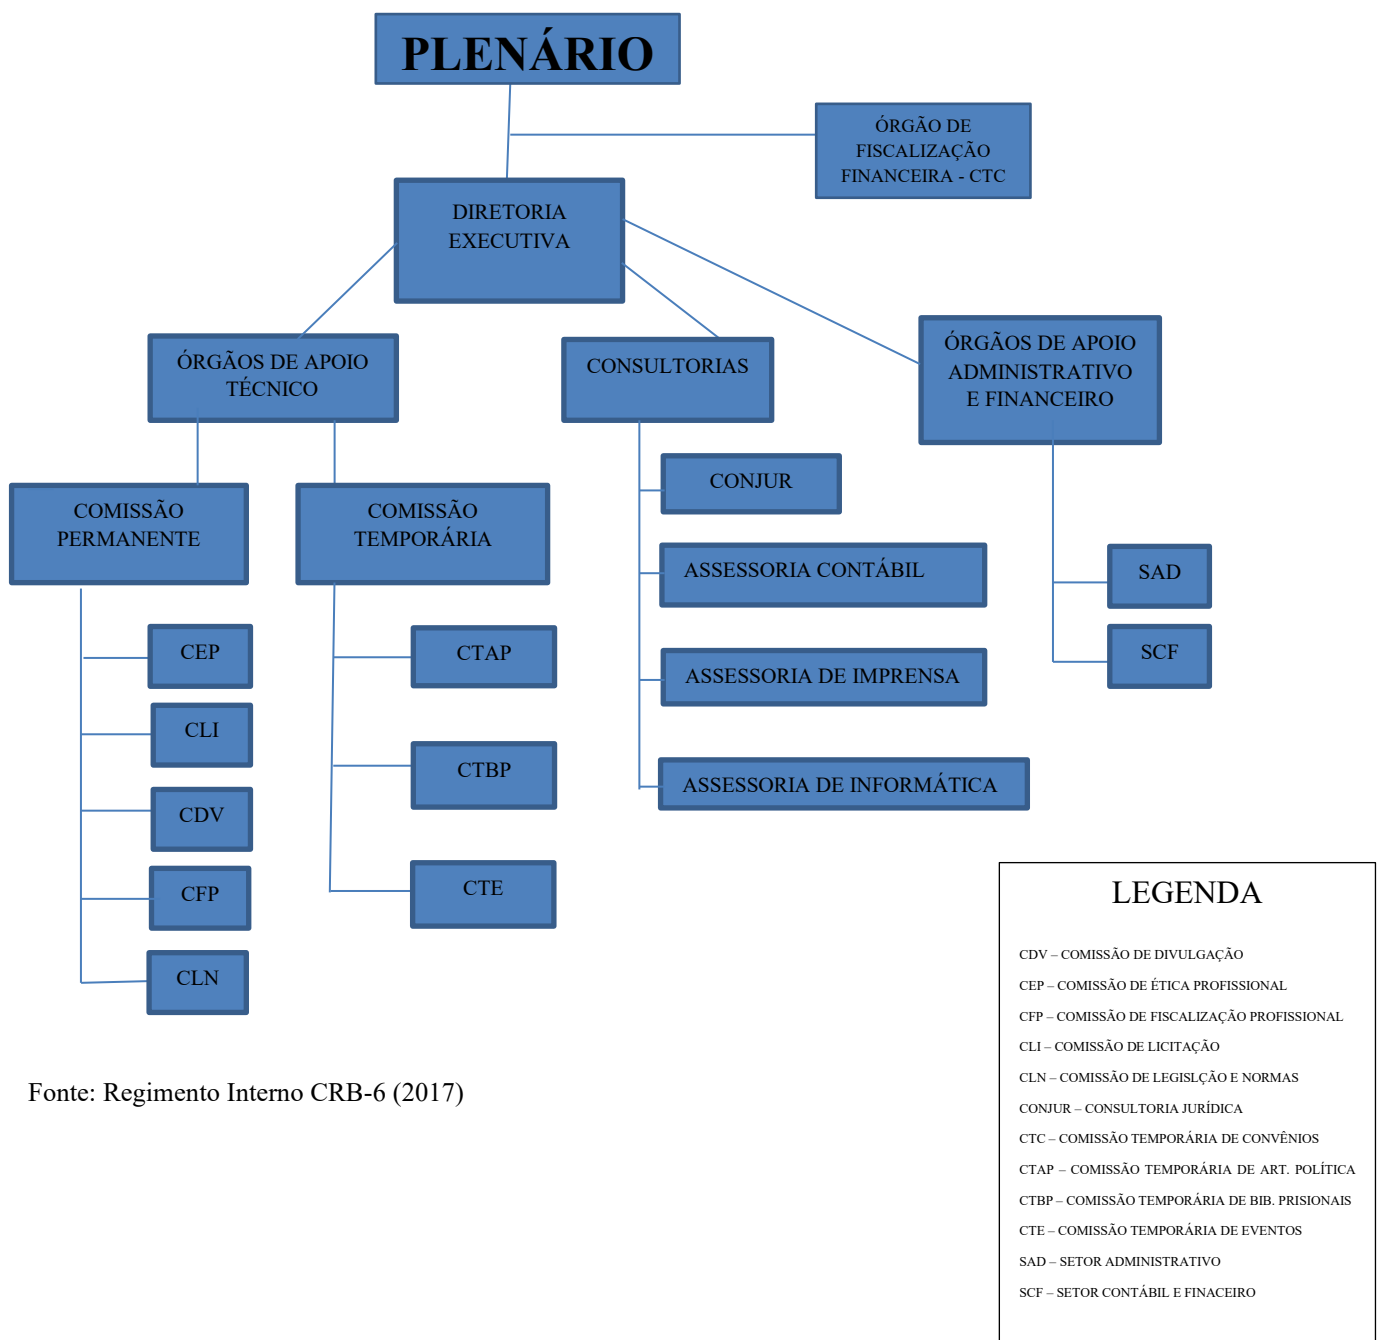 PLENÁRIO
ÓRGÃO DE
FISCALIZAÇÃO
FINANCEIRA - CTC
DIRETORIA
EXECUTIVA
ÓRGÃOS DE APOIO
TÉCNICO
CONSULTORIAS
ÓRGÃOS DE APOIO
ADMINISTRATIVO
E FINANCEIRO
COMISSÃO
PERMANENTE
COMISSÃO
TEMPORÁRIA
CONJUR
ASSESSORIA CONTÁBIL
ASSESSORIA DE IMPRENSA
ASSESSORIA DE INFORMÁTICA
SAD
SCF
CEP
CLI
CDV
CFP
CLN
CTAP
CTBP
CTE
LEGENDA
CDV – COMISSÃO DE DIVULGAÇÃO
CEP – COMISSÃO DE ÉTICA PROFISSIONAL
CFP – COMISSÃO DE FISCALIZAÇÃO PROFISSIONAL
CLI – COMISSÃO DE LICITAÇÃO
CLN – COMISSÃO DE LEGISLÇÃO E NORMAS
CONJUR – CONSULTORIA JURÍDICA
CTC – COMISSÃO TEMPORÁRIA DE CONVÊNIOS
CTAP – COMISSÃO TEMPORÁRIA DE ART. POLÍTICA
CTBP – COMISSÃO TEMPORÁRIA DE BIB. PRISIONAIS
CTE – COMISSÃO TEMPORÁRIA DE EVENTOS
SAD – SETOR ADMINISTRATIVO
SCF – SETOR CONTÁBIL E FINACEIRO
Fonte: Regimento Interno CRB-6 (2017)